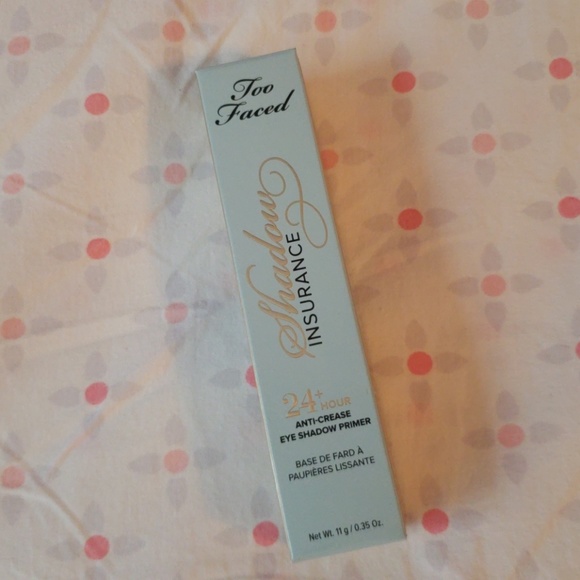 Too
Faced
Shadow
INSURANCE
24+ HOUR
ANTI-CREASE
EYE SHADOW PRIMER
BASE DE FARD À
PAUPIÈRES LISSANTE
Net Wt. 11 g / 0.35 Oz.